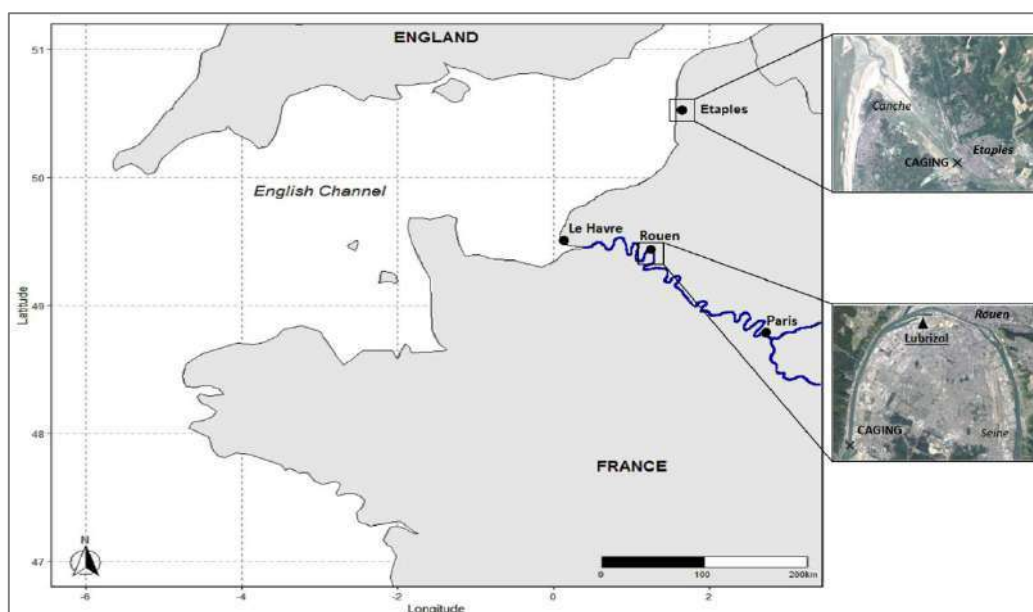 51
50
49
48
47
Latitude
-6
-4
-2
0
2
Longitude
ENGLAND
English Channel
Etaples
Le Havre
Rouen
Paris
FRANCE
N
0
100
200km
Canche
Etaples
CAGING
Rouen
Lubrizol
CAGING
Seine